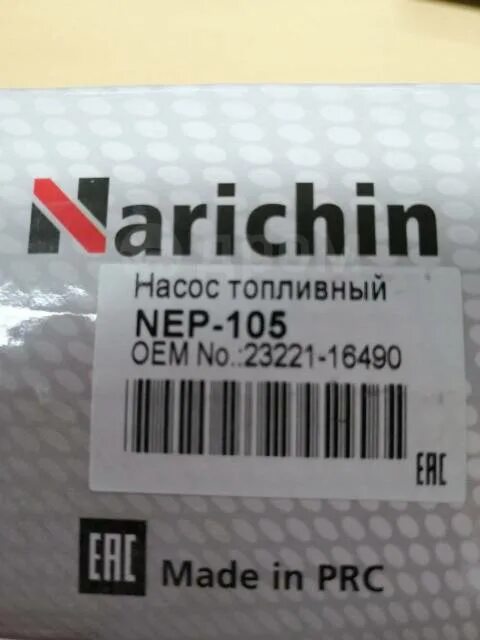 Narichin
Насос топливный
NEP-105
OEM No.:23221-16490
EAC
EAC
Made in PRC